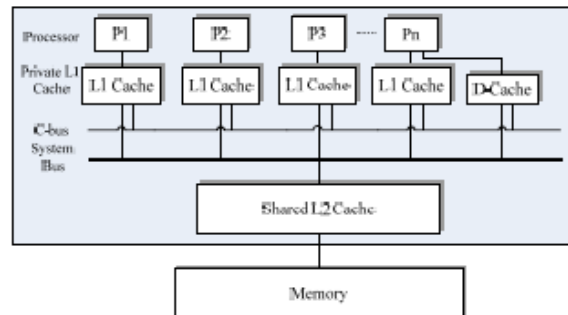 Processor P1 P2 P3 ...... Pn
Private L1 Cache
L1 Cache L1 Cache L1 Cache L1 Cache D-Cache
C-bus
System Bus
Shared L2 Cache
Memory